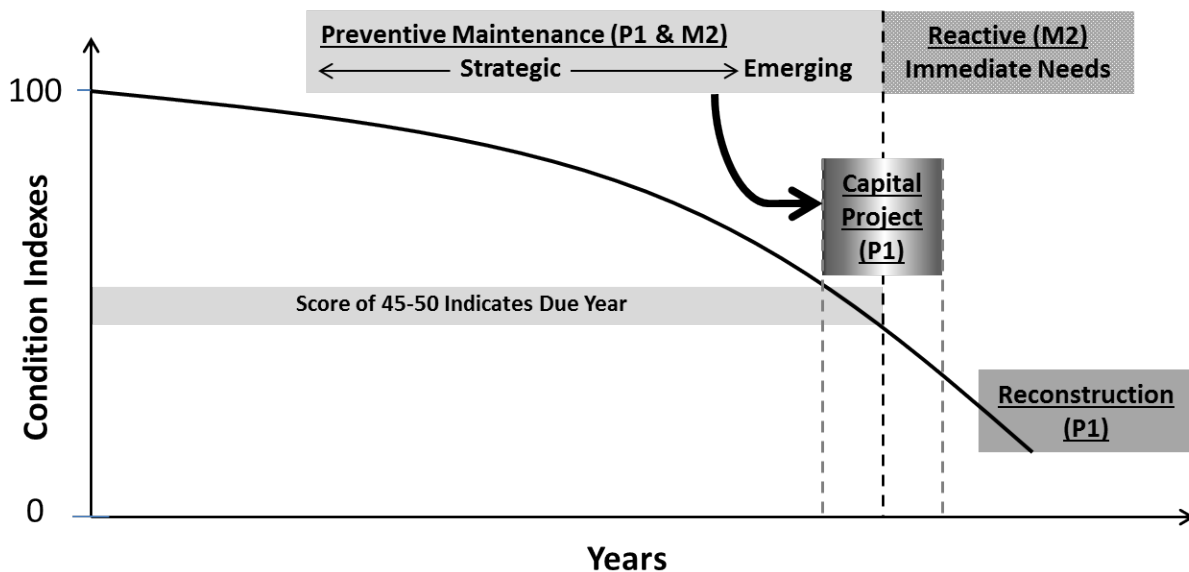 Preventive Maintenance (P1 & M2)
Strategic
Emerging
Reactive (M2)
Immediate Needs
100
Capital
Project
(P1)
Score of 45-50 Indicates Due Year
Condition Indexes
Reconstruction
(P1)
0
Years